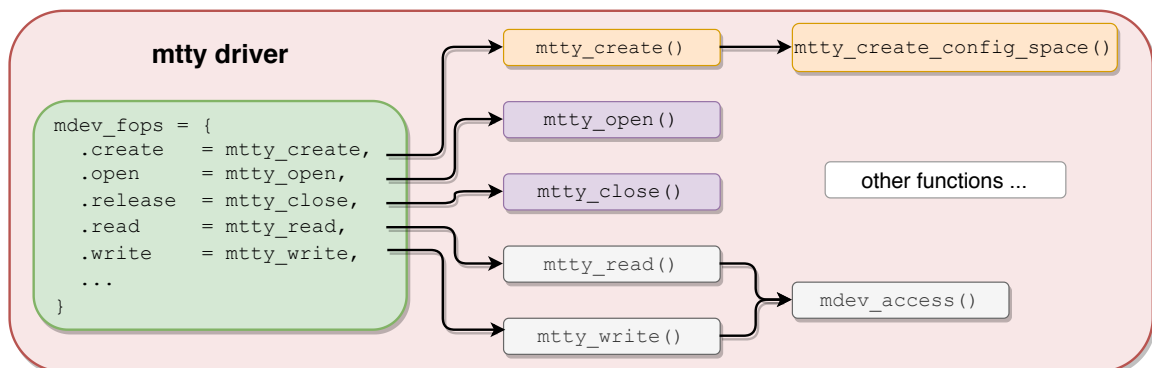 mtty driver
mdev_fops = {
.create = mtty_create,
.open = mtty_open,
.release = mtty_close,
.read = mtty_read,
.write = mtty_write,
...
}
mtty_create()
mtty_create_config_space()
mtty_open()
mtty_close()
other functions ...
mtty_read()
mdev_access()
mtty_write()